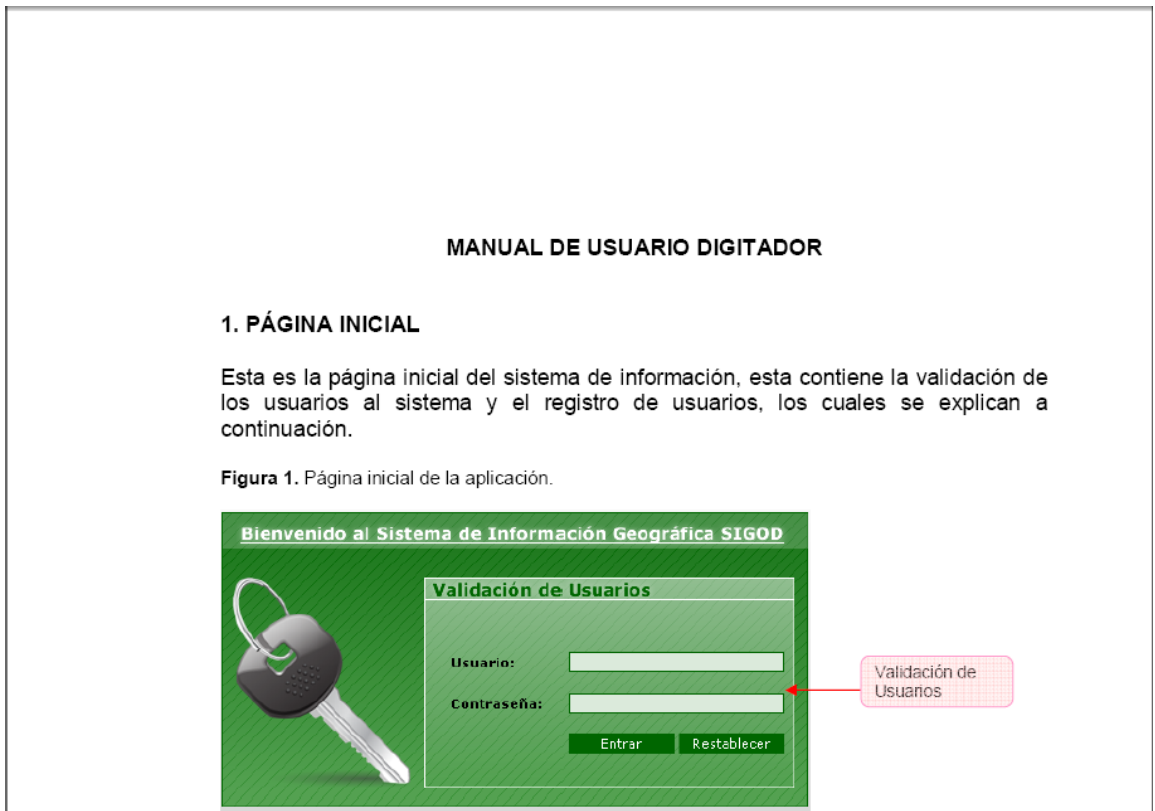 MANUAL DE USUARIO DIGITADOR
1. PÁGINA INICIAL
Esta es la página inicial del sistema de información, esta contiene la validación de
los usuarios al sistema y el registro de usuarios, los cuales se explican a
continuación.
Figura 1. Página inicial de la aplicación.
Bienvenido al Sistema de Información Geográfica SIGOD
Validación de Usuarios
Usuario:
Contraseña:
Entrar Restablecer
Validación de
Usuarios